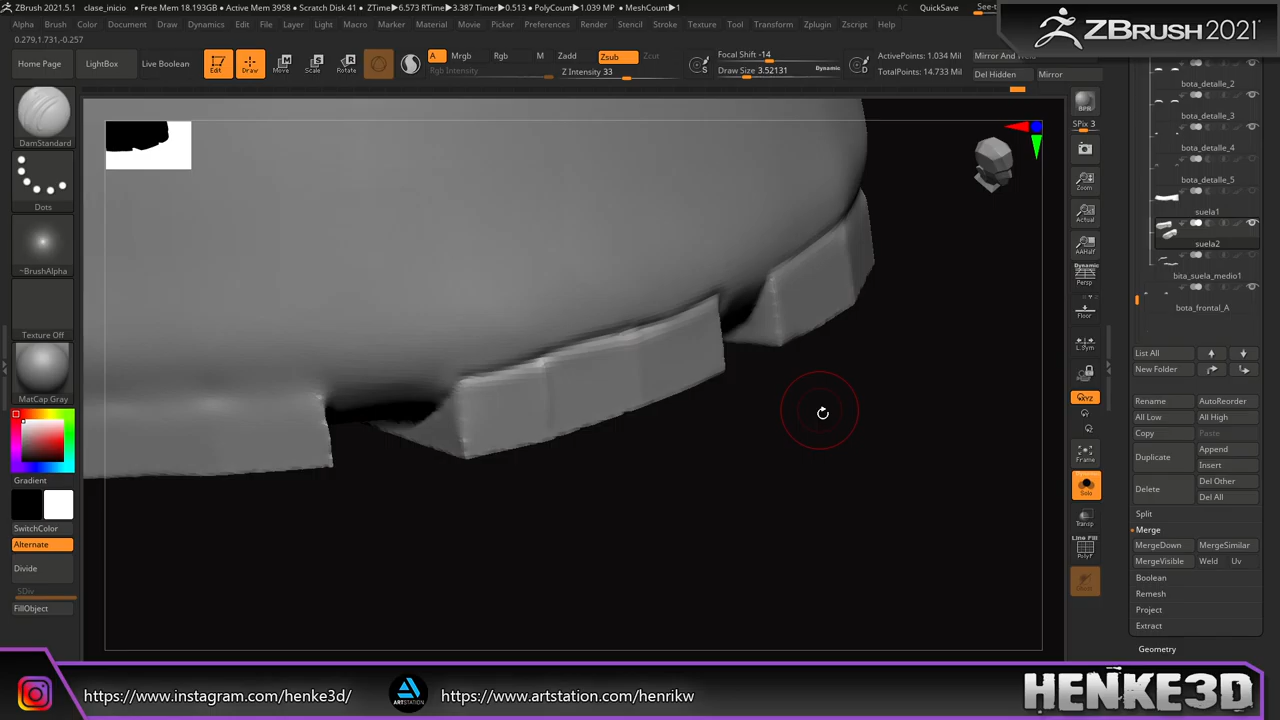 ZBrush 2021.5.1 clase_inicio • Free Mem 18.193GB • Active Mem 3958 • Scratch Disk 41 • ZTime▸6.573 RTime▸3.387 Timer▸0.513 • PolyCount▸1.039 MP • MeshCount▸1 AC QuickSave See-t
Alpha Brush Color Document Draw Dynamics Edit File Layer Light Macro Marker Material Movie Picker Preferences Render Stencil Stroke Texture Tool Transform Zplugin Zscript Help
0.279,1.731,-0.257
ZBRUSH 2021
Home Page LightBox Live Boolean Edit Draw Move Scale Rotate A Mrgb Rgb M Zadd Zsub Zcut
Rgb Intensity Z Intensity 33
Focal Shift -14
Draw Size 3.52131 Dynamic
ActivePoints: 1.034 Mil
TotalPoints: 14.733 Mil
Del Hidden Mirror
DamStandard
Dots
~BrushAlpha
Texture Off
MatCap Gray
Gradient
SwitchColor
Alternate
Divide
SDiv
FillObject
BPR
SPix 3
Zoom
Actual
AAHalf
Dynamic
Persp
Floor
L.Sym
XYZ
Frame
Solo
Transp
Line Fill
PolyF
bota_detalle_2
bota_detalle_3
bota_detalle_4
bota_detalle_5
suela1
suela2
bita_suela_medio1
bota_frontal_A
List All
New Folder
Rename AutoReorder
All Low All High
Copy Paste
Duplicate Append
Insert
Delete Del Other
Del All
Split
Merge
MergeDown MergeSimilar
MergeVisible Weld Uv
Boolean
Remesh
Project
Extract
Geometry
https://www.instagram.com/henke3d/
ARTSTATION
https://www.artstation.com/henrikw
HENKE3D